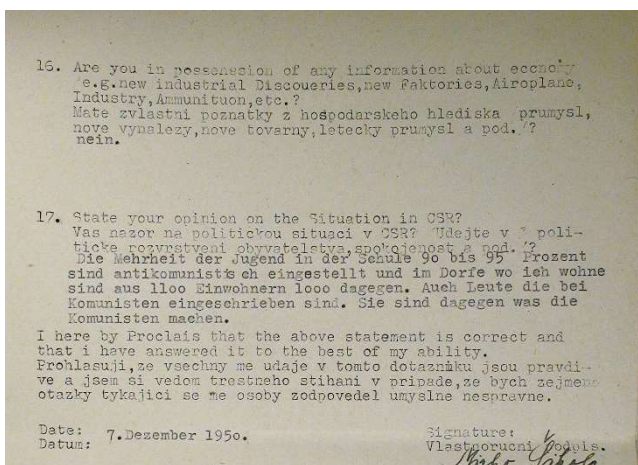 16. Are you in possenesion of any information about econo
'e.g.new industrial Discoueries,new Faktories,Airoplane,
Industry,Ammunituon,etc.?
Mate zvlastni poznatky z hospodarskeho hlediska prumysl,
nove vynalezy,nove tovarny,letecky prumysl a pod. '?
nein.
17. State your opinion on the Situation in CSR?
Vas nazor na politickou situaci v CSR? 'Udejte v poli-
ticke rozvrstveni obyvatelstva,spokojenost a pod. '?
Die Mehrheit der Jugend in der Schule 9o bis 95 Prozent
sind antikomunistisch eingestellt und im Dorfe wo ich wohne
sind aus 11oo Einwohnern 1ooo dagegen. Auch Leute die bei
Komunisten eingeschrieben sind. Sie sind dagegen was die
Komunisten machen.
I here by Proclais that the above statement is correct and
that i have answered it to the best of my ability.
Prohlasuji,ze vsechny me udaje v tomto dotazniku jsou pravdi-
ve a jsem si vedom trestneho stihani v pripade,ze bych zejmena
otazky tykajici se me osoby zodpovedel umyslne nespravne.
Date: 7.Dezember 195o. Signature:
Datum: Vlastnorucni podpis.